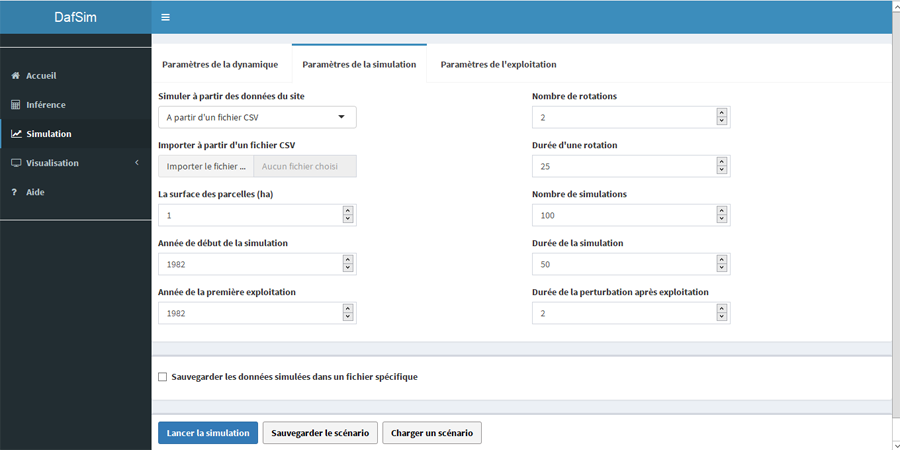 DafSim
Accueil
Inférence
Simulation
Visualisation
? Aide
Paramètres de la dynamique
Paramètres de la simulation
Paramètres de l'exploitation
Simuler à partir des données du site
A partir d'un fichier CSV
Importer à partir d'un fichier CSV
Importer le fichier ... Aucun fichier choisi
La surface des parcelles (ha)
1
Année de début de la simulation
1982
Année de la première exploitation
1982
Nombre de rotations
2
Durée d'une rotation
25
Nombre de simulations
100
Durée de la simulation
50
Durée de la perturbation après exploitation
2
Sauvegarder les données simulées dans un fichier spécifique
Lancer la simulation
Sauvegarder le scénario
Charger un scénario